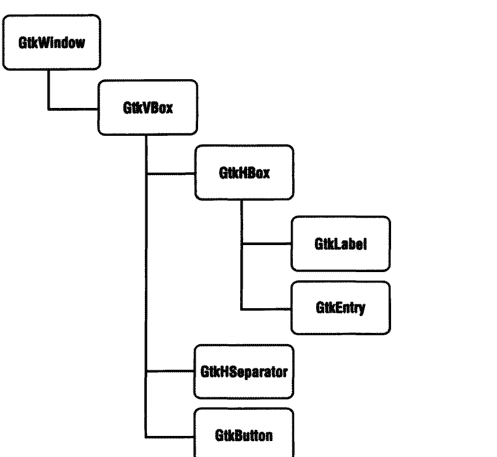 GtkWindow
GtkVBox
GtkHBox
GtkLabel
GtkEntry
GtkHSeparator
GtkButton